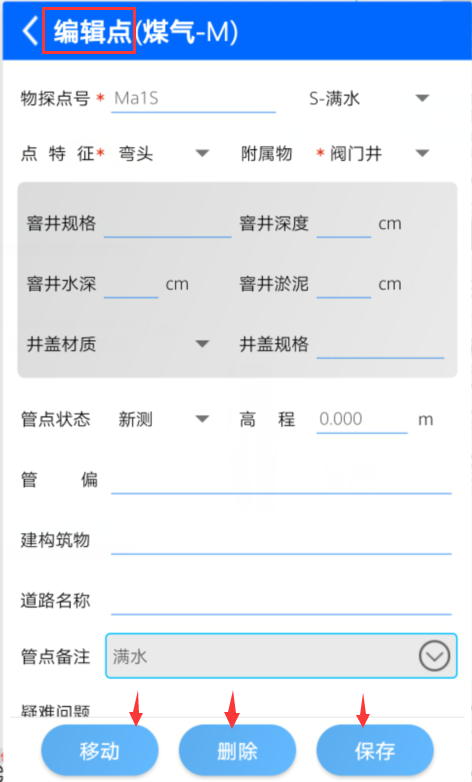 编辑点(煤气-M)
物探点号 * Ma1S S-满水
点特征* 弯头 附属物 * 阀门井
窨井规格 窨井深度 cm
窨井水深 cm 窨井淤泥 cm
井盖材质 井盖规格
管点状态 新测 高程 0.000 m
管偏
建构筑物
道路名称
管点备注 满水
疑难问题
移动 删除 保存